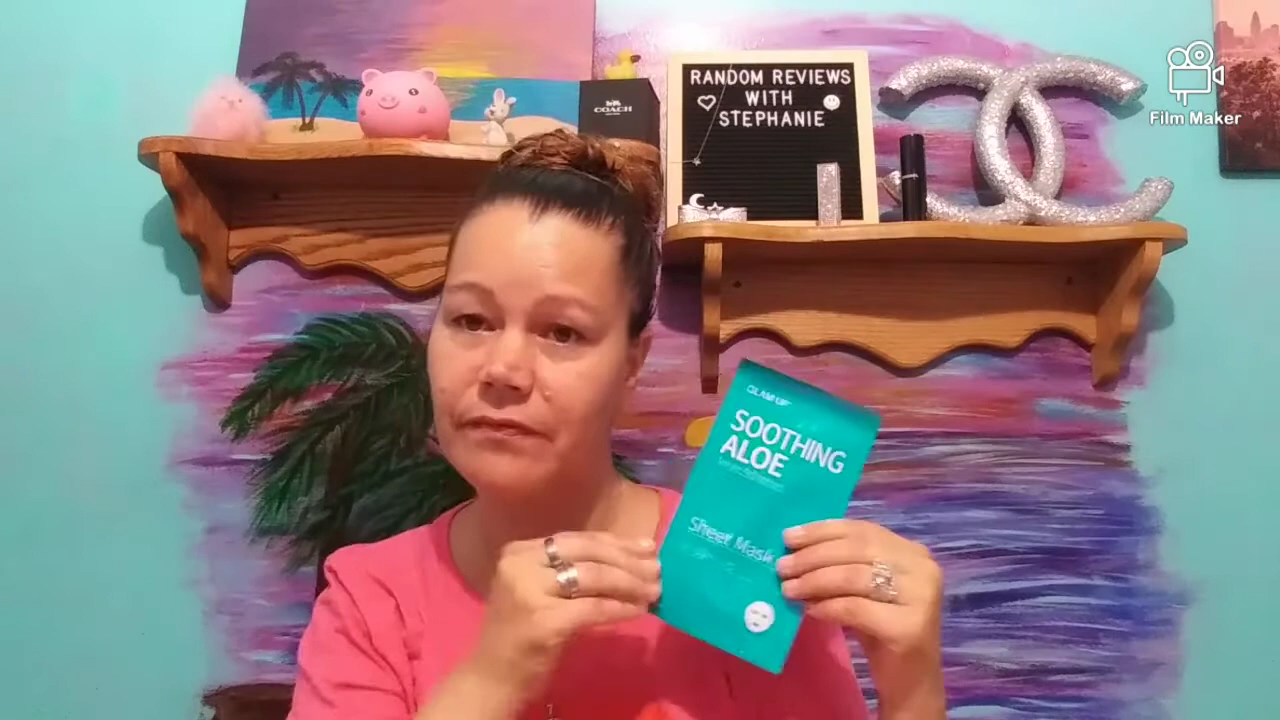 RANDOM REVIEWS
WITH
STEPHANIE
COACH
Film Maker
GLAM UP
SOOTHING
ALOE
Sheet Mask